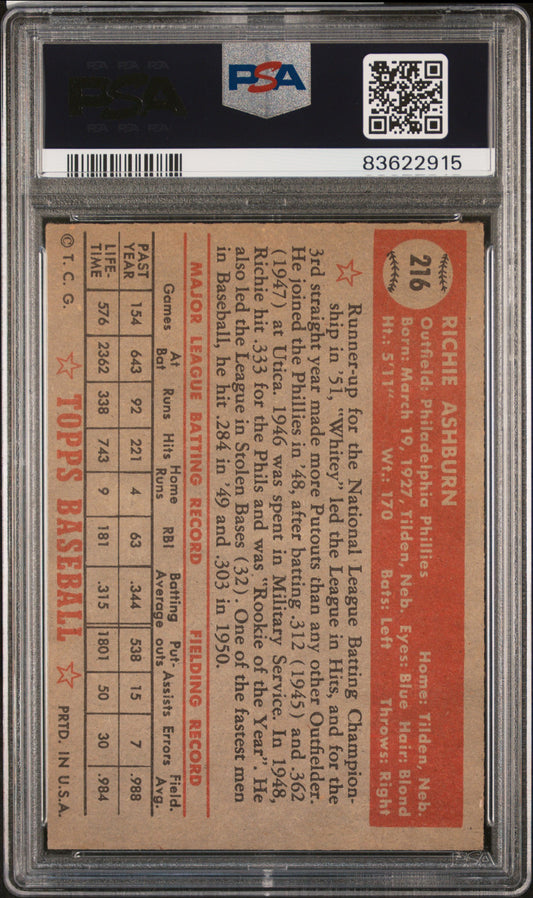 PSA PSA PSA
PSA
PSA PSA PSA
PSA
83622915
216
RICHIE ASHBURN
Outfield: Philadelphia Phillies Home: Tilden, Neb.
Born: March 19, 1927, Tilden, Neb. Eyes: Blue Hair: Blond
Ht.: 5'11" Wt.: 170 Bats: Left Throws: Right
Runner-up for the National League Batting Champion-
ship in '51, "Whitey" led the League in Hits, and for the
3rd straight year made more Putouts than any other Outfielder.
He joined the Phillies in '48, after batting .312 (1945) and .362
(1947) at Utica. 1946 was spent in Military Service. In 1948,
Richie hit .333 for the Phils and was "Rookie of the Year". He
also led the League in Stolen Bases (32). One of the fastest men
in Baseball, he hit .284 in '49 and .303 in 1950.
MAJOR LEAGUE BATTING RECORD FIELDING RECORD
Games At Bat Runs Hits Home Runs RBI Batting Average Put-outs Assists Errors Field. Avg.
PAST YEAR 154 643 92 221 4 63 .344 538 15 7 .988
LIFE-TIME 576 2362 338 743 9 181 .315 1801 50 30 .984
© T. C. G. TOPPS BASEBALL PRTD. IN U.S.A.
PSA